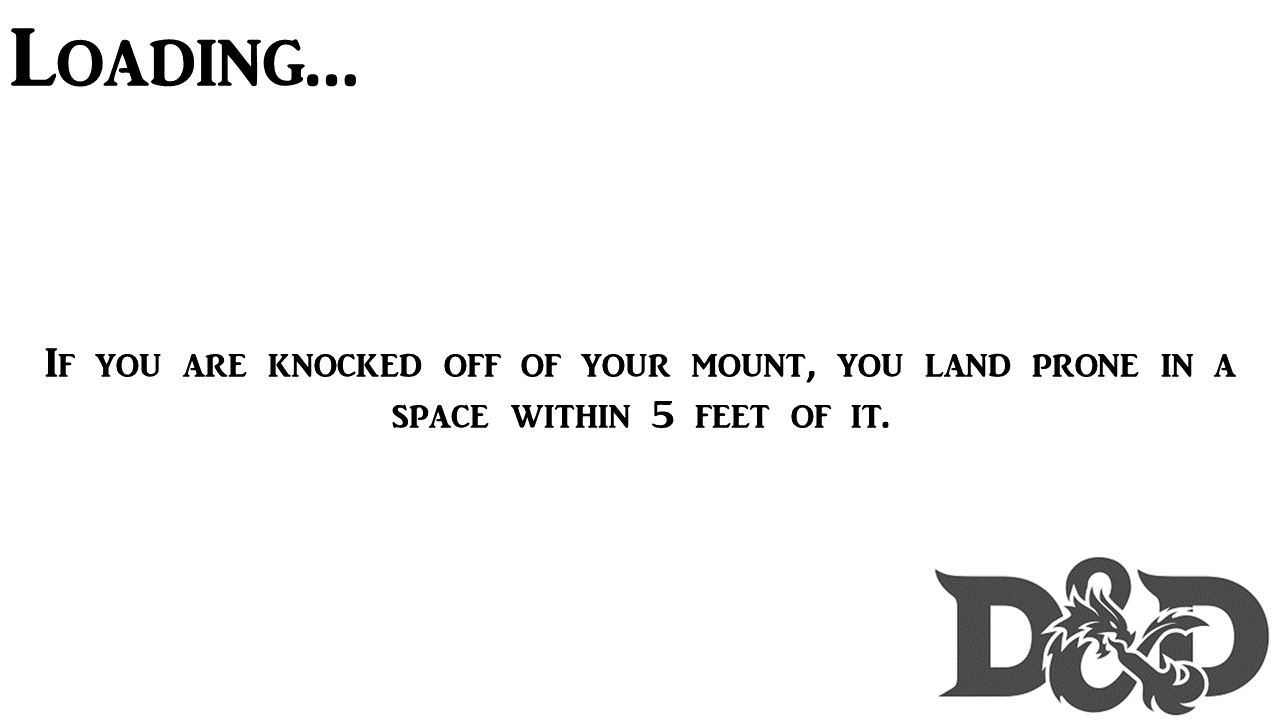 Loading...
If you are knocked off of your mount, you land prone in a
space within 5 feet of it.
D&D